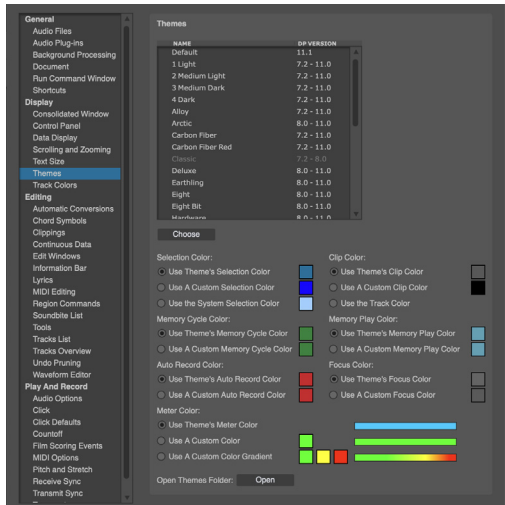 General
Audio Files
Audio Plug-ins
Background Processing
Document
Run Command Window
Shortcuts
Display
Consolidated Window
Control Panel
Data Display
Scrolling and Zooming
Text Size
Themes
Track Colors
Editing
Automatic Conversions
Chord Symbols
Clippings
Continuous Data
Edit Windows
Information Bar
Lyrics
MIDI Editing
Region Commands
Soundbite List
Tools
Tracks List
Tracks Overview
Undo Pruning
Waveform Editor
Play And Record
Audio Options
Click
Click Defaults
Countoff
Film Scoring Events
MIDI Options
Pitch and Stretch
Receive Sync
Transmit Sync
Themes
NAME DP VERSION
Default 11.1
1 Light 7.2 - 11.0
2 Medium Light 7.2 - 11.0
3 Medium Dark 7.2 - 11.0
4 Dark 7.2 - 11.0
Alloy 7.2 - 11.0
Arctic 8.0 - 11.0
Carbon Fiber 7.2 - 11.0
Carbon Fiber Red 7.2 - 11.0
Classic 7.2 - 8.0
Deluxe 8.0 - 11.0
Earthling 8.0 - 11.0
Eight 8.0 - 11.0
Eight Bit 8.0 - 11.0
Hardware 8.0 - 11.0
Choose
Selection Color: Clip Color:
Use Theme's Selection Color Use Theme's Clip Color
Use A Custom Selection Color Use A Custom Clip Color
Use the System Selection Color Use the Track Color
Memory Cycle Color: Memory Play Color:
Use Theme's Memory Cycle Color Use Theme's Memory Play Color
Use A Custom Memory Cycle Color Use A Custom Memory Play Color
Auto Record Color: Focus Color:
Use Theme's Auto Record Color Use Theme's Focus Color
Use A Custom Auto Record Color Use A Custom Focus Color
Meter Color:
Use Theme's Meter Color
Use A Custom Color
Use A Custom Color Gradient
Open Themes Folder: Open